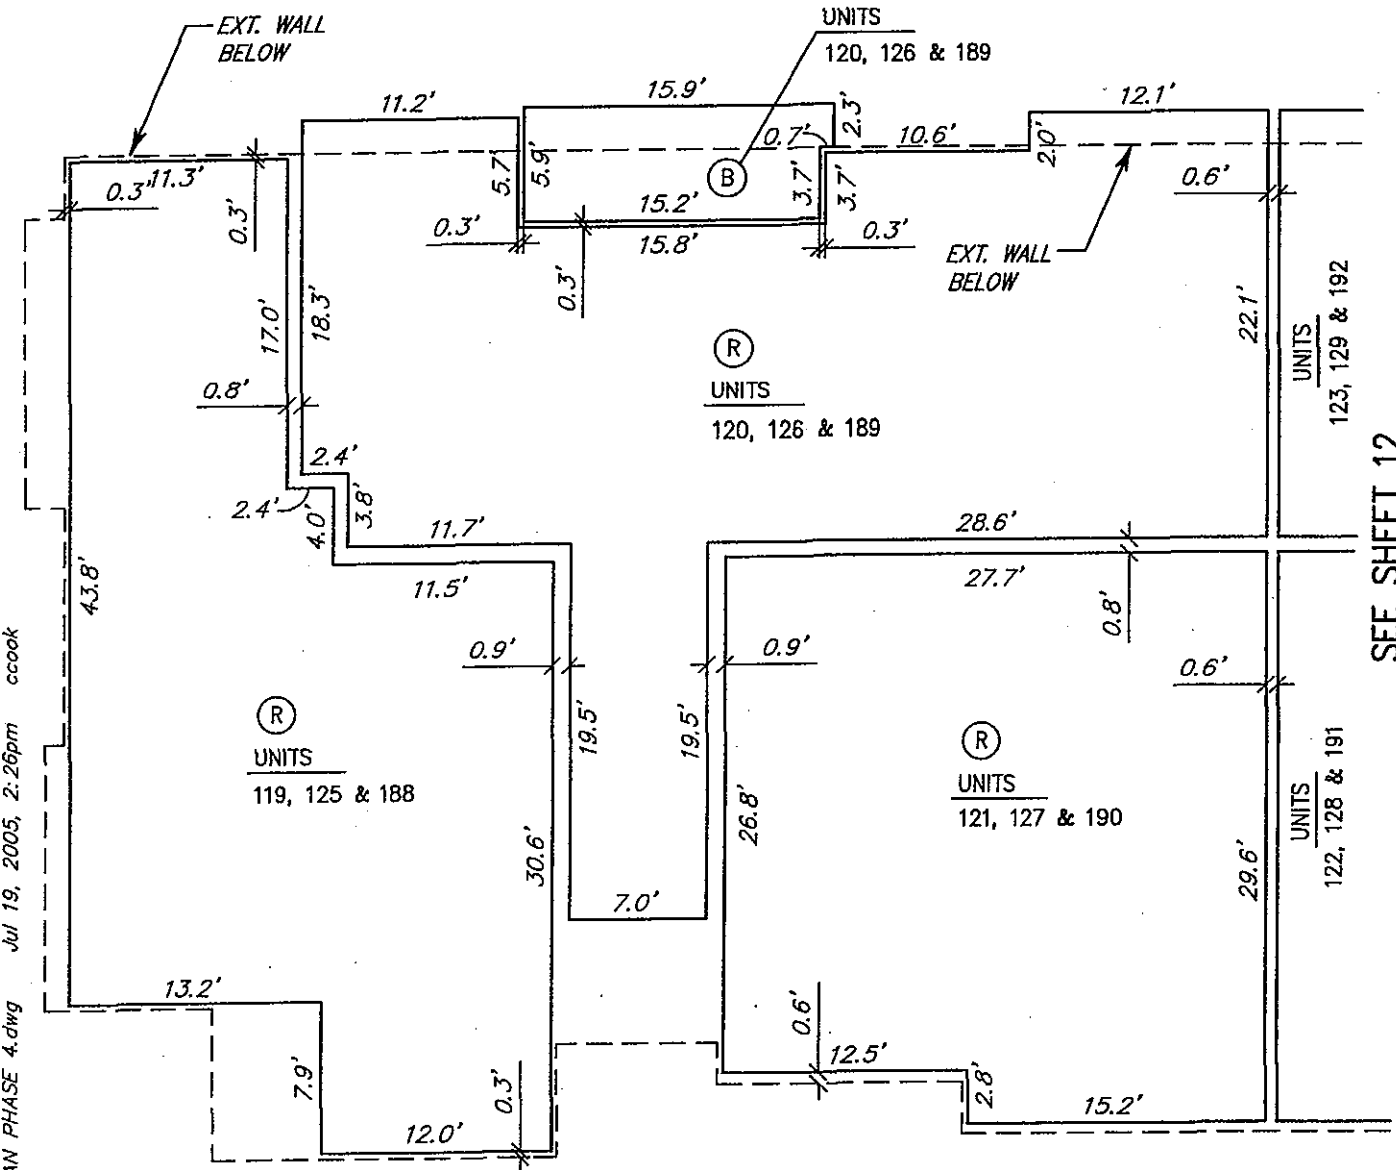 EXT. WALL
BELOW
UNITS
120, 126 & 189
11.2'
15.9'
2.3'
12.1'
0.7'
10.6'
2.0'
0.3'
11.3'
0.3'
5.7'
5.9'
B
3.7'
3.7'
0.6'
15.2'
0.3'
15.8'
0.3'
0.3'
EXT. WALL
BELOW
17.0'
18.3'
R
UNITS
120, 126 & 189
22.1'
UNITS
123, 129 & 192
0.8'
2.4'
2.4'
4.0'
3.8'
11.7'
28.6'
11.5'
27.7'
0.8'
SEE SHEET 12
43.8'
0.9'
0.9'
0.6'
R
UNITS
119, 125 & 188
19.5'
19.5'
R
UNITS
121, 127 & 190
UNITS
122, 128 & 191
30.6'
26.8'
29.6'
7.0'
13.2'
7.9'
12.0'
0.3'
0.6'
12.5'
2.8'
15.2'
AN PHASE 4.dwg Jul 19, 2005, 2:26pm ccook